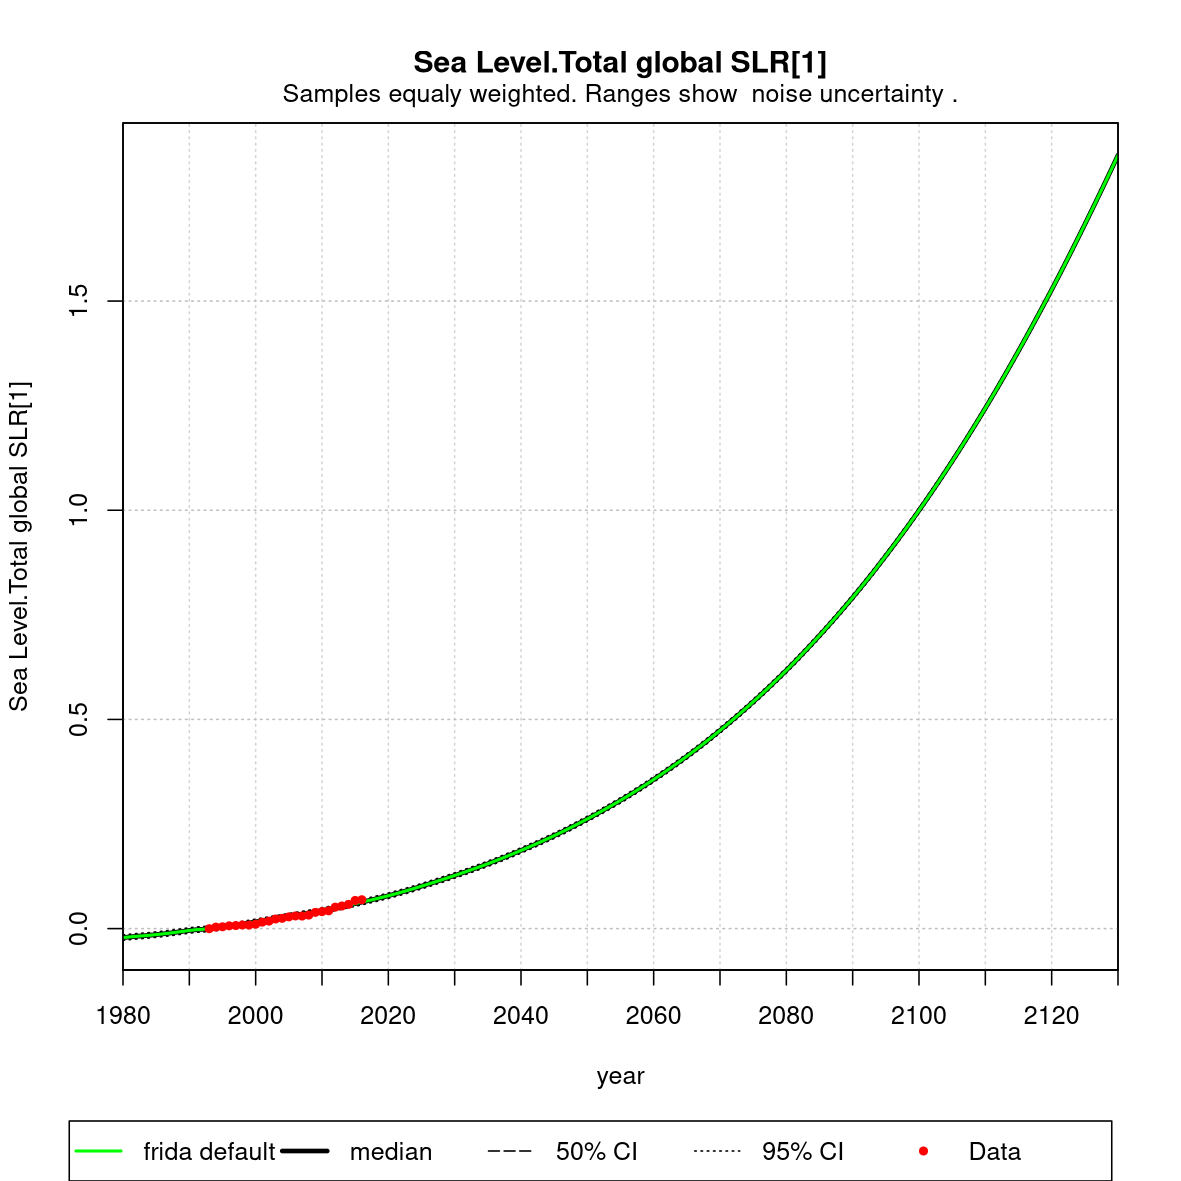 Sea Level.Total global SLR[1]
Samples equaly weighted. Ranges show  noise uncertainty .
Sea Level.Total global SLR[1]
1.5
1.0
0.5
0.0
1980 2000 2020 2040 2060 2080 2100 2120
year
frida default median 50% CI 95% CI Data